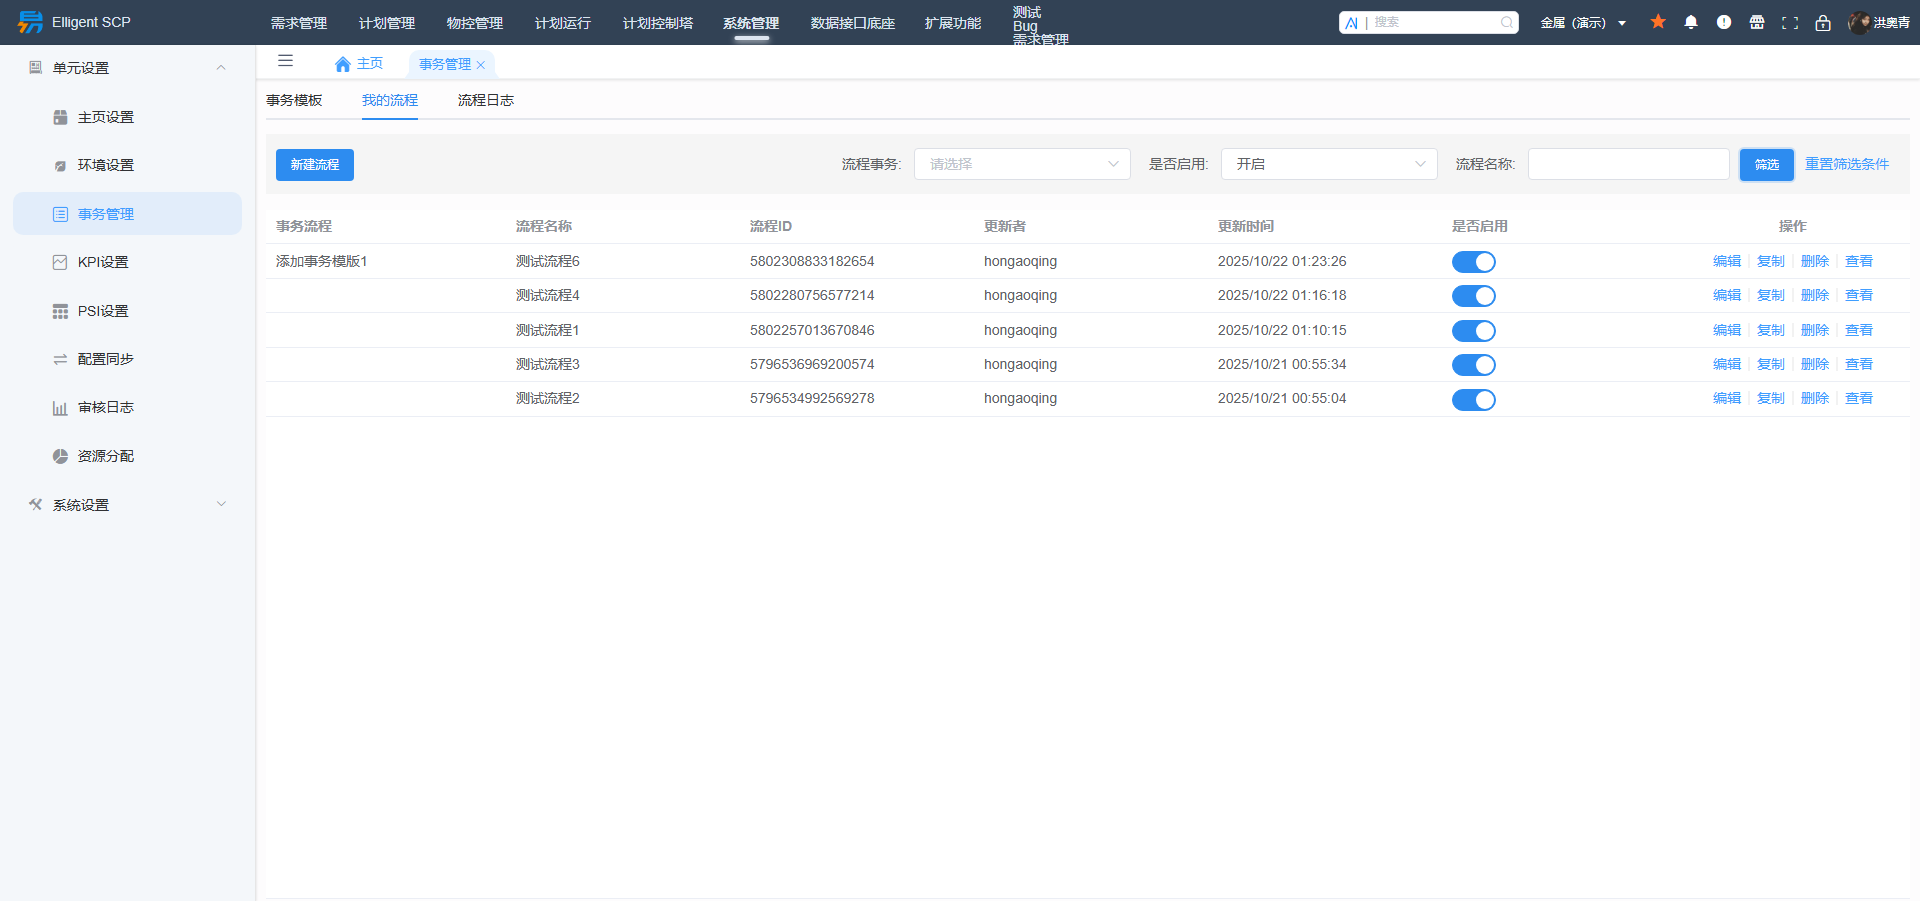 Elligent SCP 需求管理 计划管理 物控管理 计划运行 计划控制塔 系统管理 数据接口底座 扩展功能 测试 Bug 需求管理 AI | 搜索 金属（演示） 洪奥青
单元设置
主页设置
环境设置
事务管理
KPI设置
PSI设置
配置同步
审核日志
资源分配
系统设置
主页 事务管理
事务模板 我的流程 流程日志
新建流程 流程事务: 请选择 是否启用: 开启 流程名称: 筛选 重置筛选条件
事务流程 流程名称 流程ID 更新者 更新时间 是否启用 操作
添加事务模版1 测试流程6 5802308833182654 hongaoqing 2025/10/22 01:23:26 编辑 复制 删除 查看
测试流程4 5802280756577214 hongaoqing 2025/10/22 01:16:18 编辑 复制 删除 查看
测试流程1 5802257013670846 hongaoqing 2025/10/22 01:10:15 编辑 复制 删除 查看
测试流程3 5796536969200574 hongaoqing 2025/10/21 00:55:34 编辑 复制 删除 查看
测试流程2 5796534992569278 hongaoqing 2025/10/21 00:55:04 编辑 复制 删除 查看